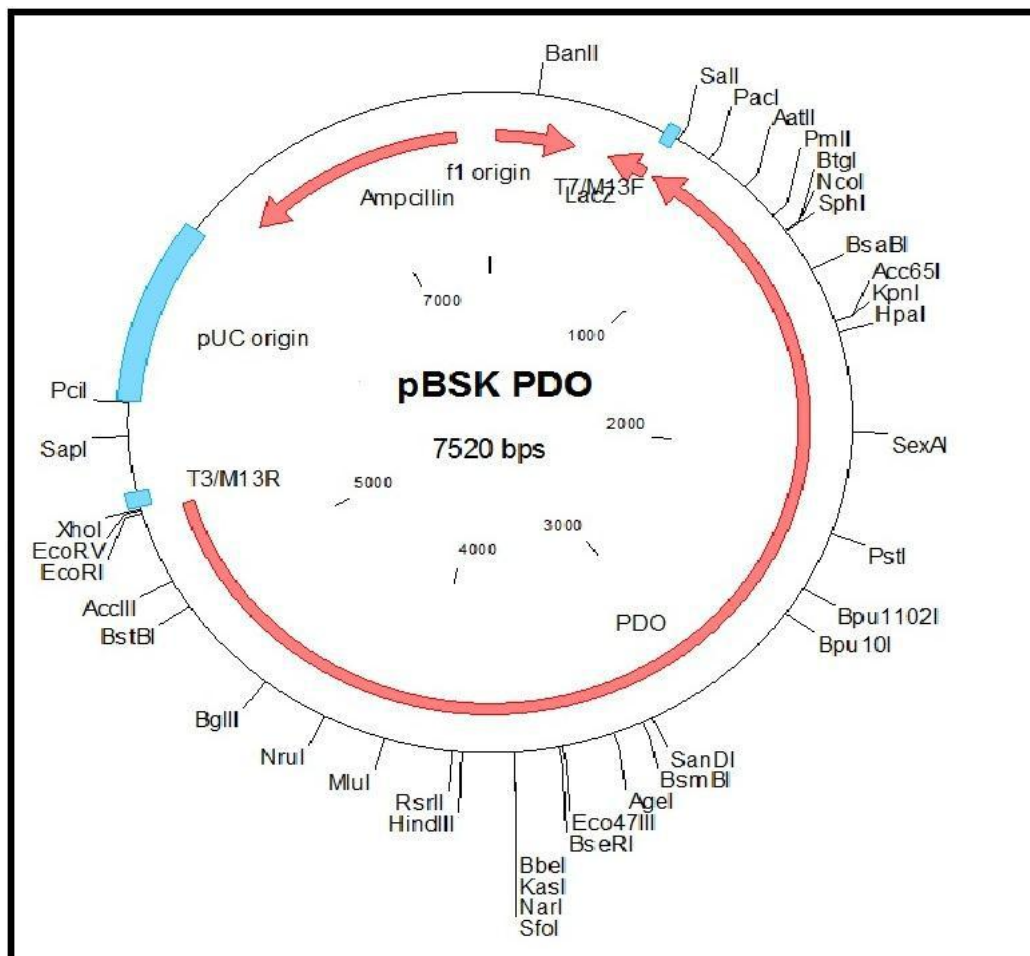 BanII
SalI
PacI
AatII
PmlI
BtgI
NcoI
SphI
BsaBI
Acc65I
KpnI
HpaI
SexAI
PstI
Bpu1102I
Bpu10I
SanDI
BsmBI
AgeI
Eco47III
BseRI
BbeI
KasI
NarI
SfoI
HindIII
RsrII
MluI
NruI
BglII
BstBI
AccIII
EcoRI
EcoRV
XhoI
SapI
PciI
f1 origin
Ampcillin
T7/M13F
LacZ
pUC origin
T3/M13R
PDO
1000
2000
3000
4000
5000
7000
pBSK PDO
7520 bps